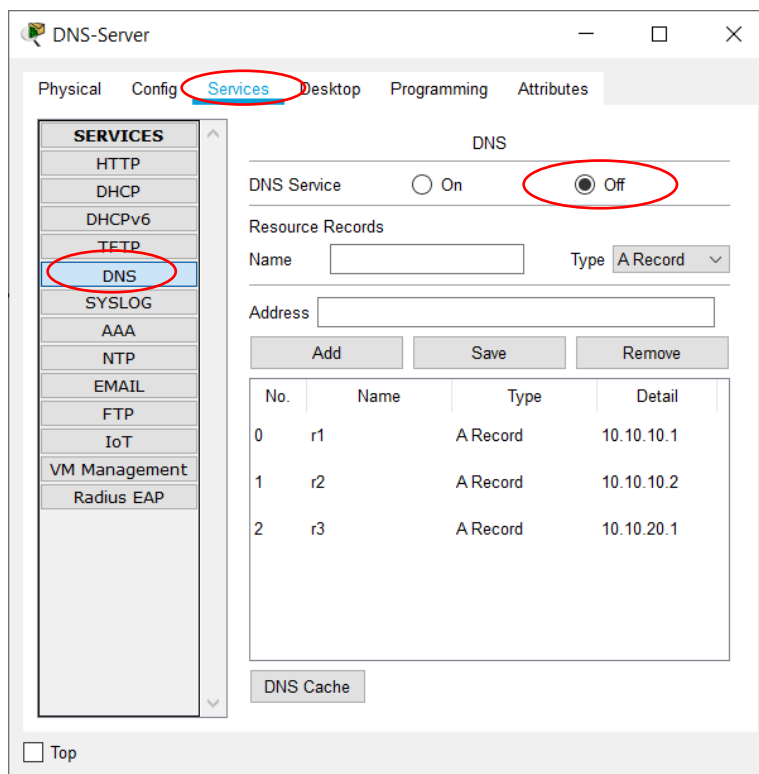 DNS-Server
Physical Config Services Desktop Programming Attributes
SERVICES
HTTP
DHCP
DHCPv6
TFTP
DNS
SYSLOG
AAA
NTP
EMAIL
FTP
IoT
VM Management
Radius EAP
DNS
DNS Service On Off
Resource Records
Name Type A Record
Address
Add Save Remove
No. Name Type Detail
0 r1 A Record 10.10.10.1
1 r2 A Record 10.10.10.2
2 r3 A Record 10.10.20.1
DNS Cache
Top